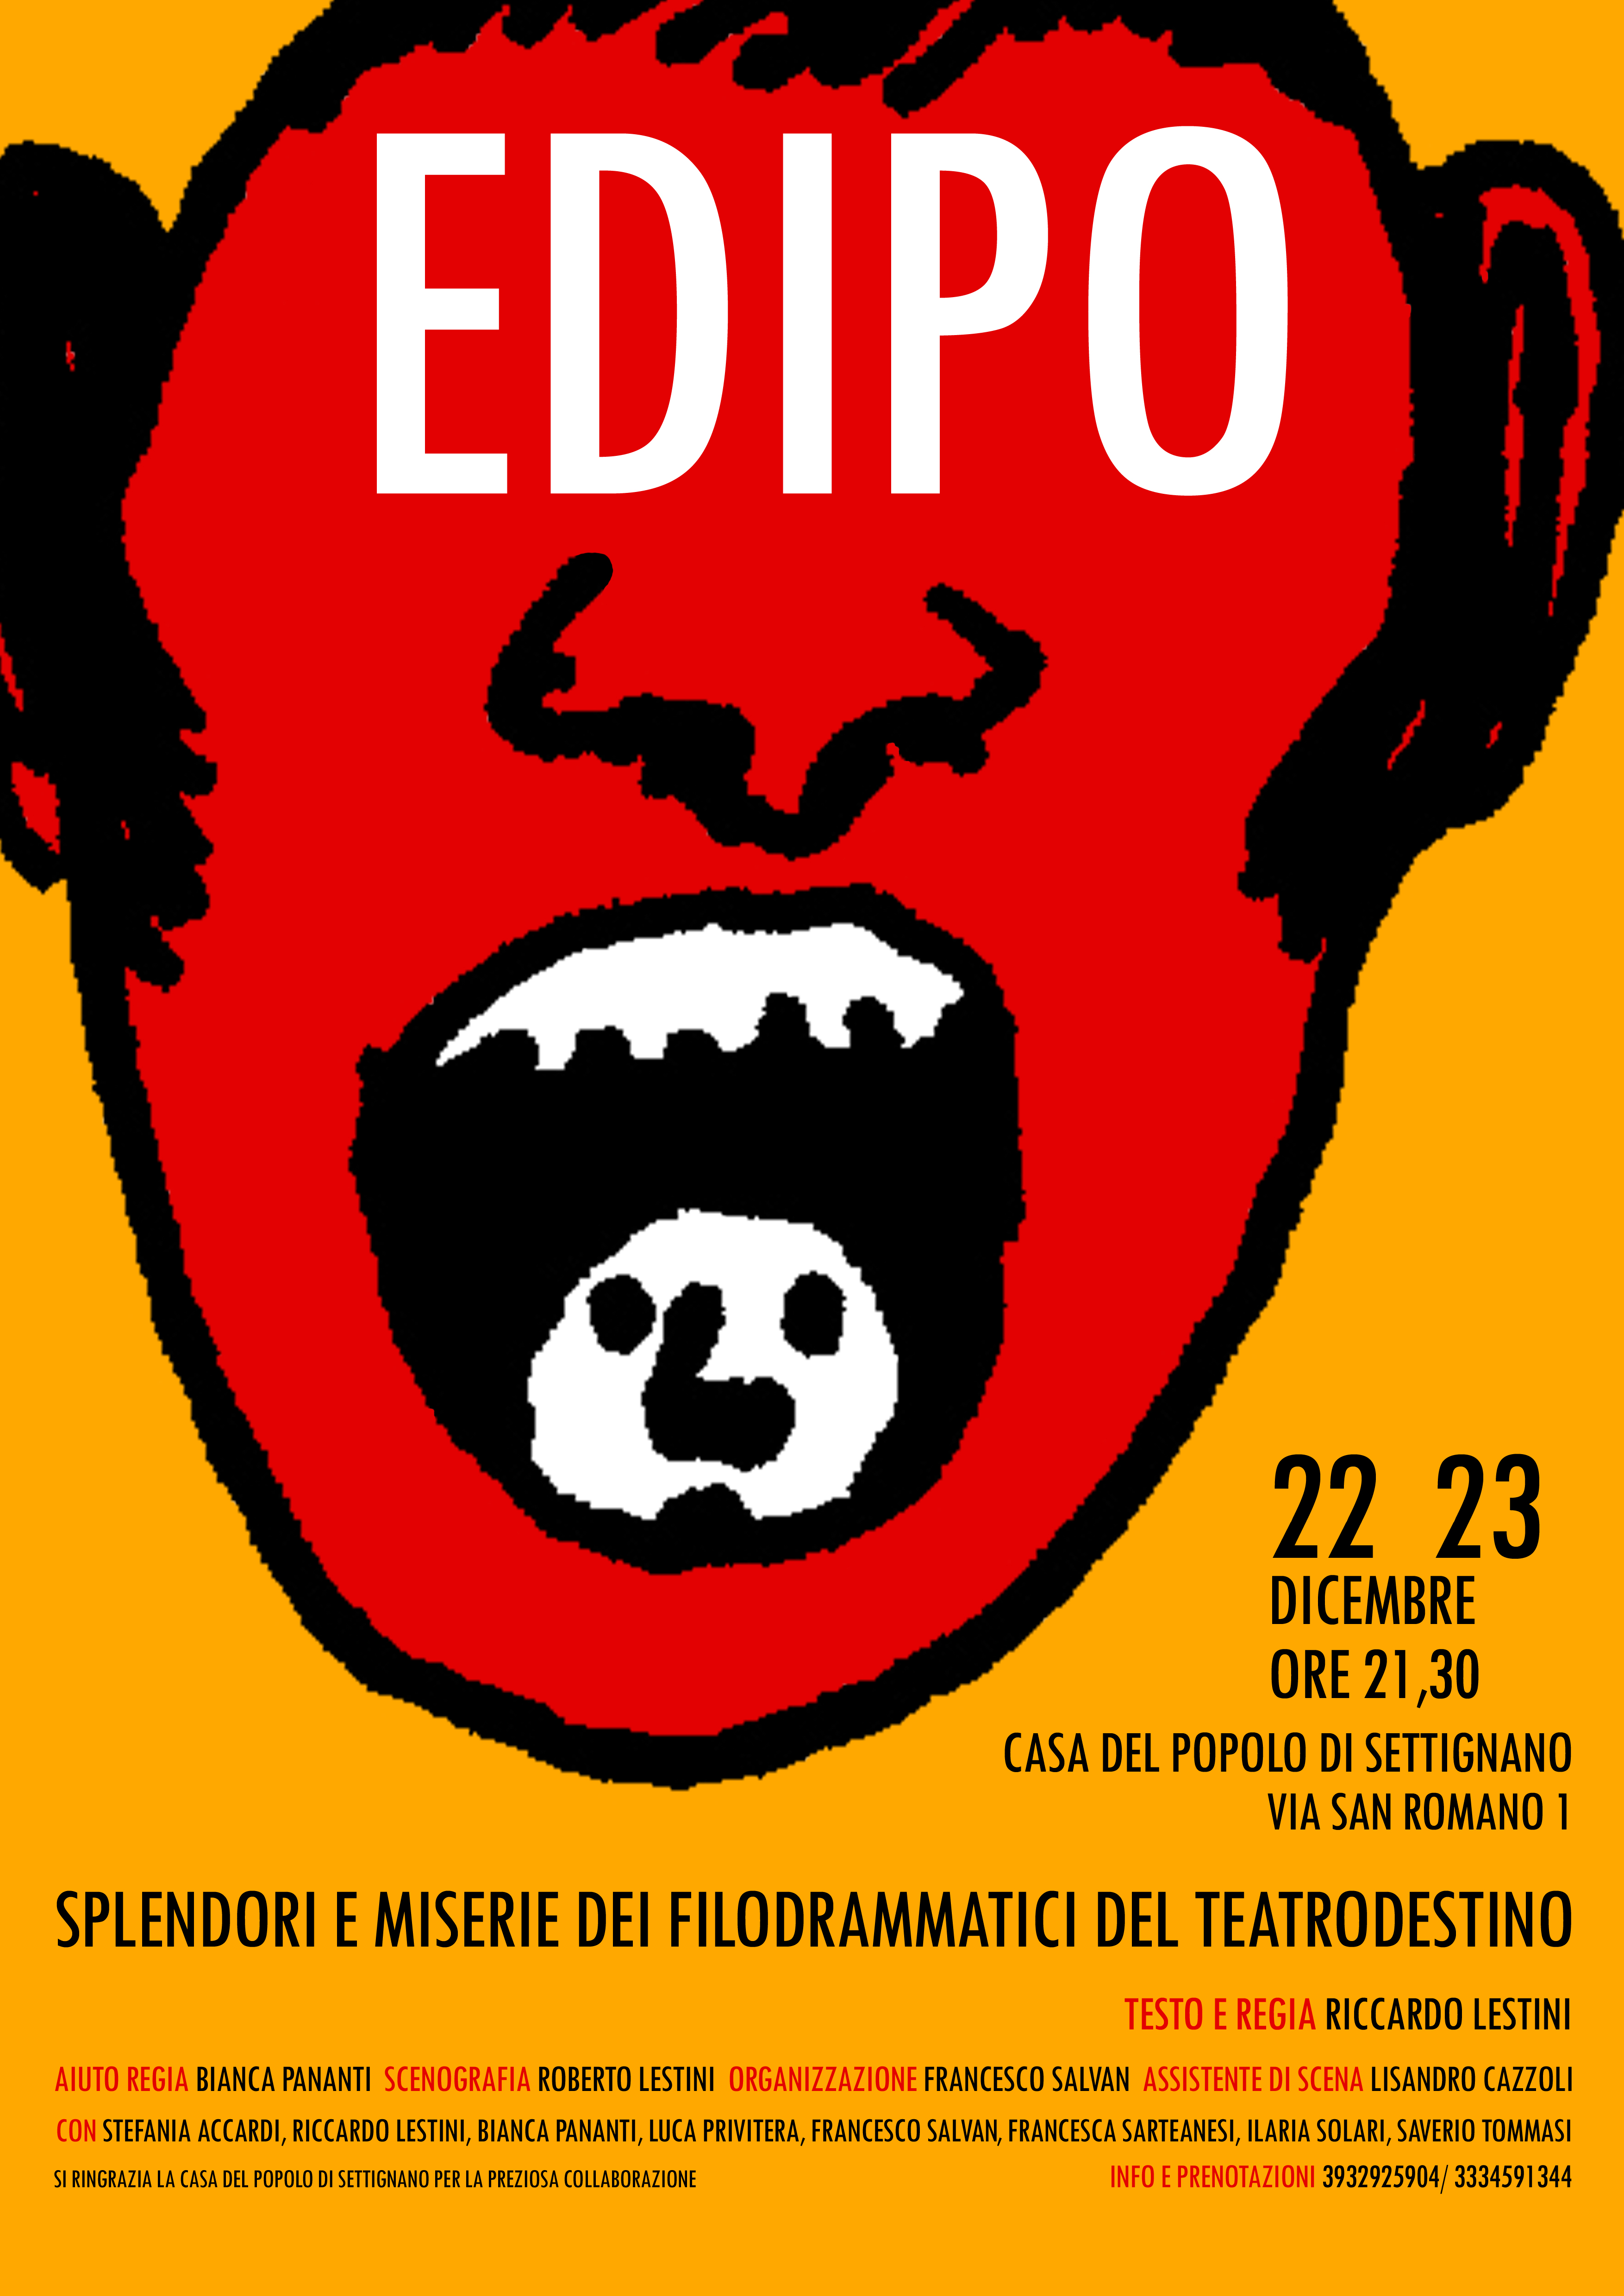 EDIPO
22 23
DICEMBRE
ORE 21,30
CASA DEL POPOLO DI SETTIGNANO
VIA SAN ROMANO 1
SPLENDORI E MISERIE DEI FILODRAMMATICI DEL TEATRODESTINO
TESTO E REGIA RICCARDO LESTINI
AIUTO REGIA BIANCA PANANTI SCENOGRAFIA ROBERTO LESTINI ORGANIZZAZIONE FRANCESCO SALVAN ASSISTENTE DI SCENA LISANDRO CAZZOLI
CON STEFANIA ACCARDI, RICCARDO LESTINI, BIANCA PANANTI, LUCA PRIVITERA, FRANCESCO SALVAN, FRANCESCA SARTEANESI, ILARIA SOLARI, SAVERIO TOMMASI
SI RINGRAZIA LA CASA DEL POPOLO DI SETTIGNANO PER LA PREZIOSA COLLABORAZIONE
INFO E PRENOTAZIONI 3932925904/ 3334591344